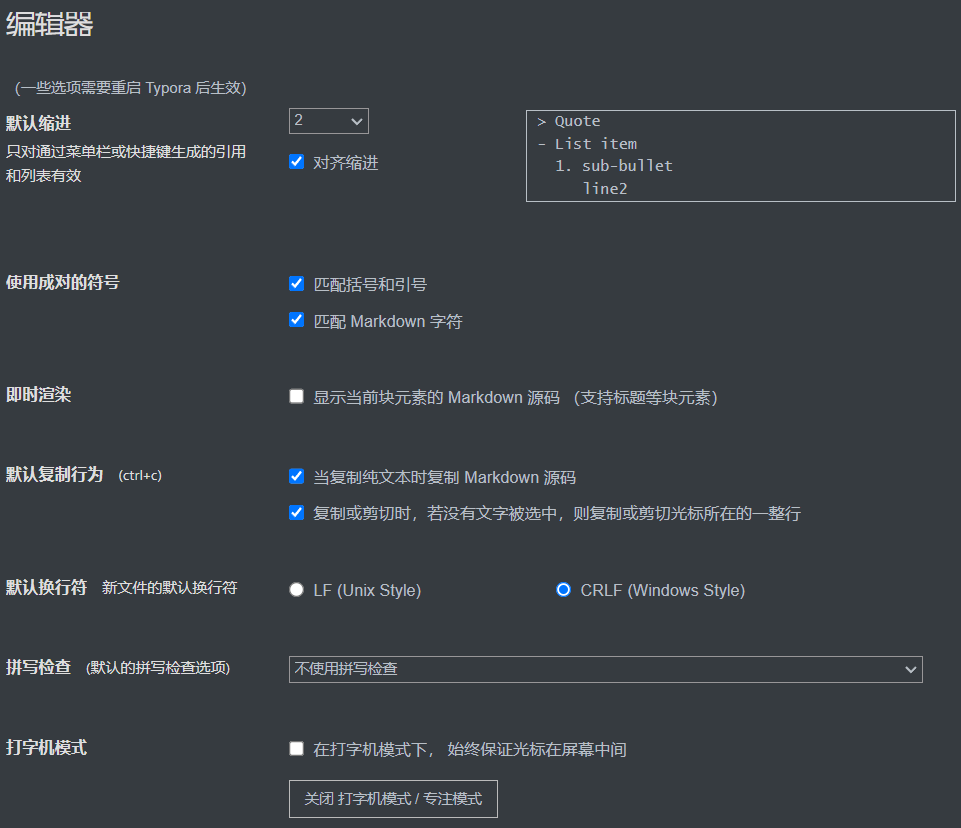 编辑器
(一些选项需要重启 Typora 后生效)
默认缩进
只对通过菜单栏或快捷键生成的引用
和列表有效
2
对齐缩进
> Quote
- List item
1. sub-bullet
line2
使用成对的符号
匹配括号和引号
匹配 Markdown 字符
即时渲染
显示当前块元素的 Markdown 源码 （支持标题等块元素）
默认复制行为 (ctrl+c)
当复制纯文本时复制 Markdown 源码
复制或剪切时，若没有文字被选中，则复制或剪切光标所在的一整行
默认换行符 新文件的默认换行符
LF (Unix Style)
CRLF (Windows Style)
拼写检查 (默认的拼写检查选项)
不使用拼写检查
打字机模式
在打字机模式下， 始终保证光标在屏幕中间
关闭 打字机模式 / 专注模式